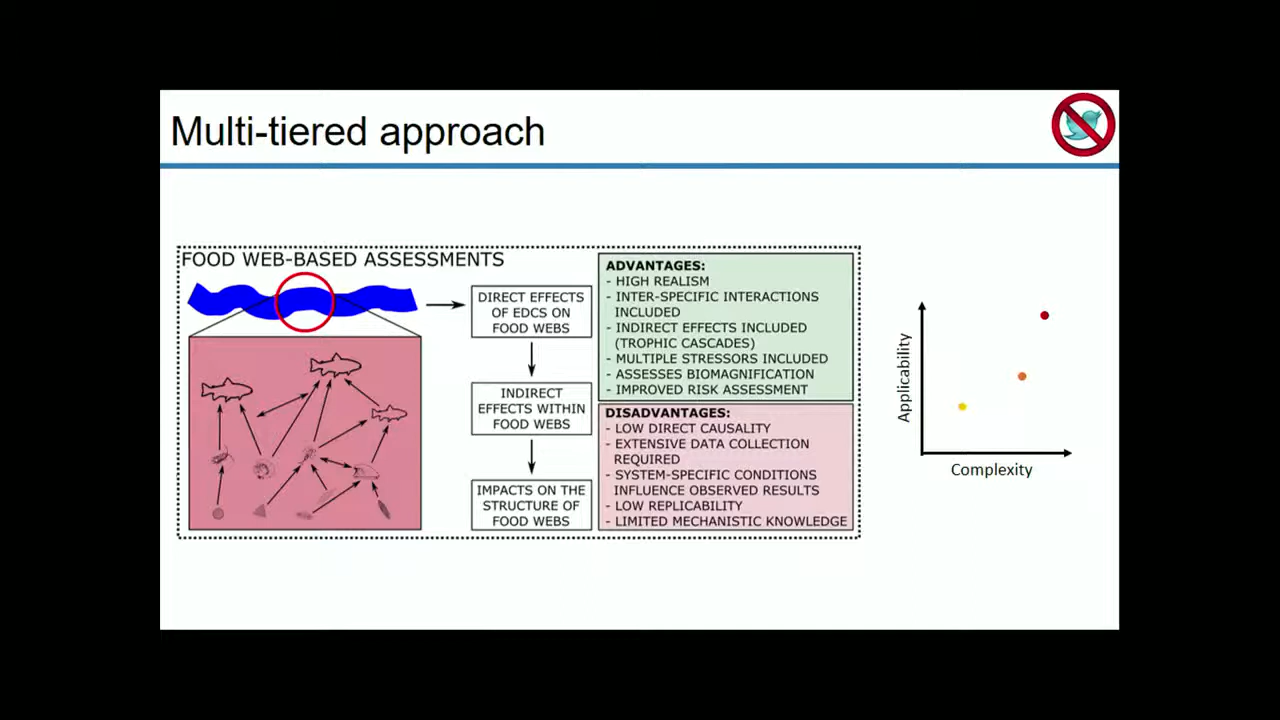 Multi-tiered approach
FOOD WEB-BASED ASSESSMENTS
DIRECT EFFECTS
OF EDCS ON
FOOD WEBS
INDIRECT
EFFECTS WITHIN
FOOD WEBS
IMPACTS ON THE
STRUCTURE OF
FOOD WEBS
ADVANTAGES:
- HIGH REALISM
- INTER-SPECIFIC INTERACTIONS
INCLUDED
- INDIRECT EFFECTS INCLUDED
(TROPHIC CASCADES)
- MULTIPLE STRESSORS INCLUDED
- ASSESSES BIOMAGNIFICATION
- IMPROVED RISK ASSESSMENT
DISADVANTAGES:
- LOW DIRECT CAUSALITY
- EXTENSIVE DATA COLLECTION
REQUIRED
- SYSTEM-SPECIFIC CONDITIONS
INFLUENCE OBSERVED RESULTS
- LOW REPLICABILITY
- LIMITED MECHANISTIC KNOWLEDGE
Applicability
Complexity